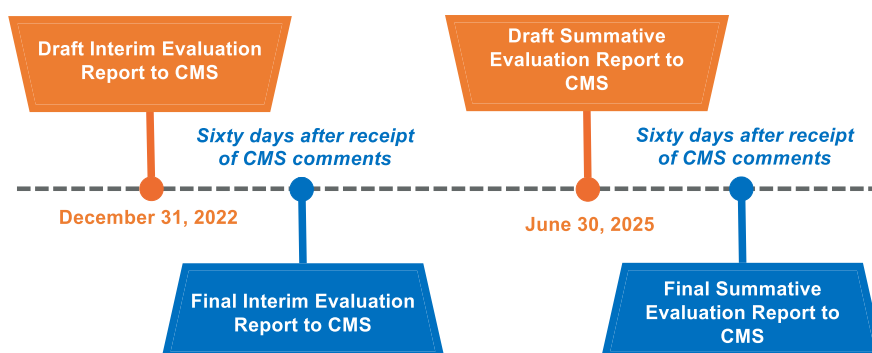 Draft Interim Evaluation
Report to CMS
Draft Summative
Evaluation Report to
CMS
Sixty days after receipt
of CMS comments
Sixty days after receipt
of CMS comments
December 31, 2022
June 30, 2025
Final Interim Evaluation
Report to CMS
Final Summative
Evaluation Report to
CMS